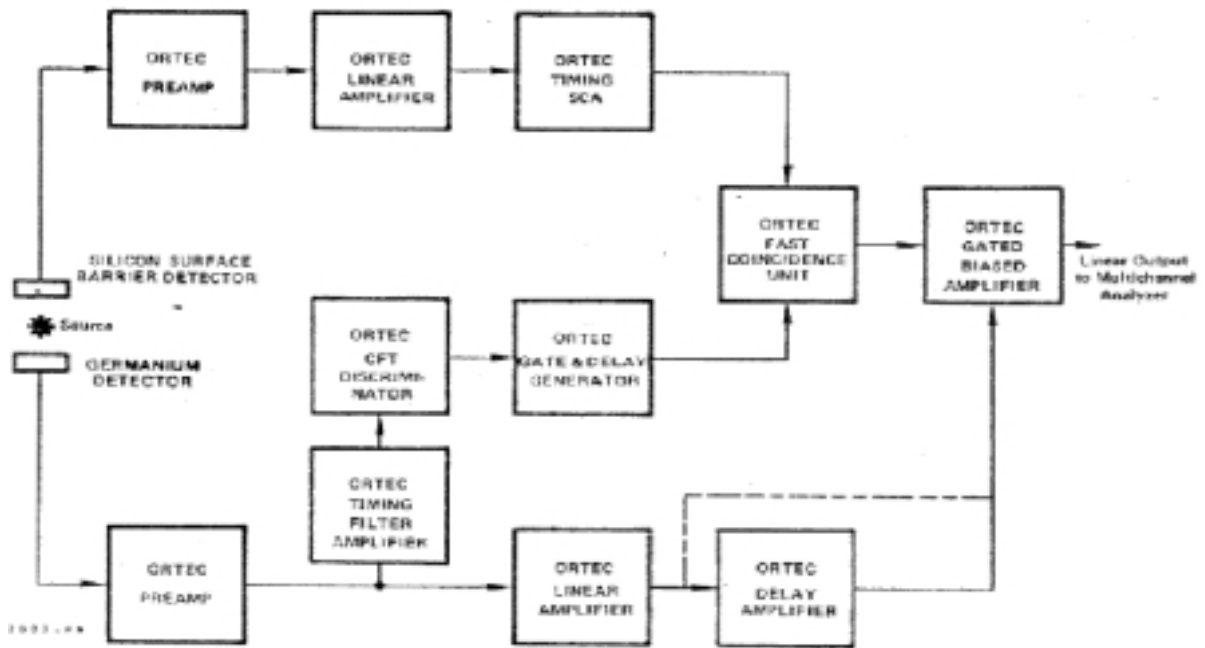 ORTEC
PREAMP
ORTEC
LINEAR
AMPLIFIER
ORTEC
TIMING
SCA
SILICON SURFACE
BARRIER DETECTOR
Source
GERMANIUM
DETECTOR
ORTEC
CFT
DISCRIMI-
NATOR
ORTEC
GATE & DELAY
GENERATOR
ORTEC
FAST
COINCIDENCE
UNIT
ORTEC
GATED
BIASED
AMPLIFIER
Linear Output
to Multichannel
Analyzer
ORTEC
TIMING
FILTER
AMPLIFIER
ORTEC
PREAMP
ORTEC
LINEAR
AMPLIFIER
ORTEC
DELAY
AMPLIFIER